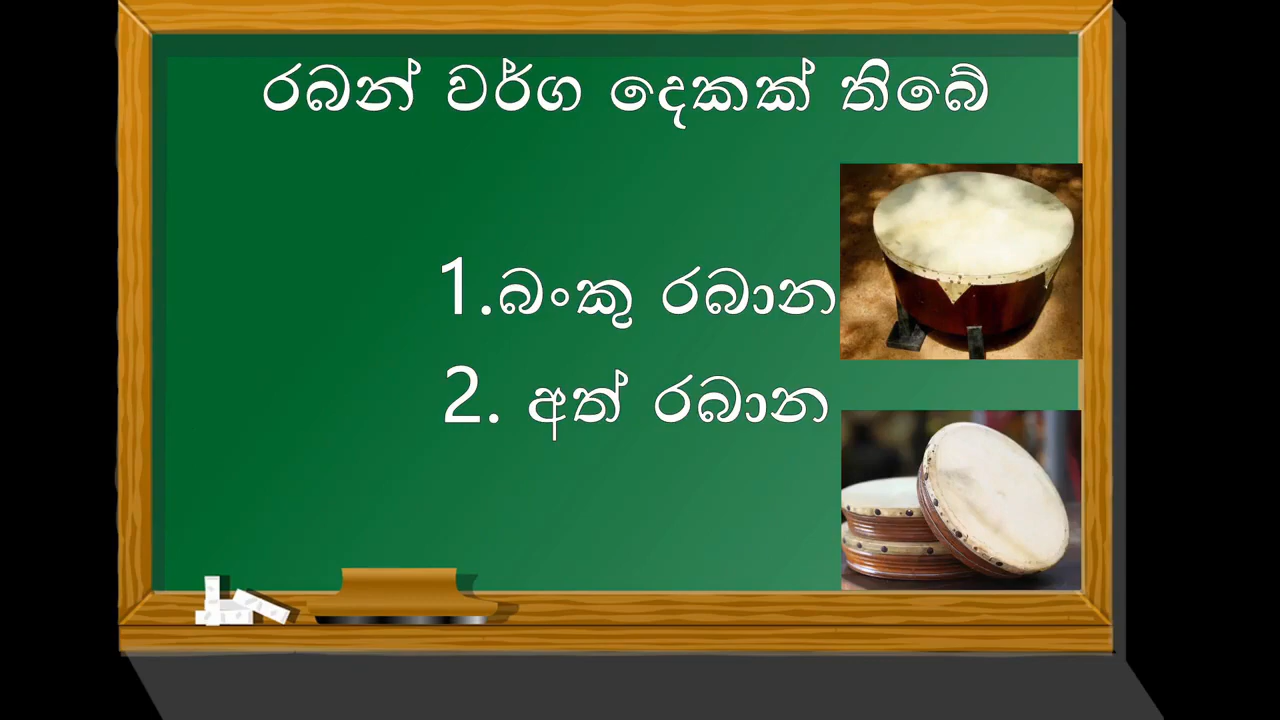 රබන් වර්ග දෙකක් තිබේ
1.බංකු රබාන
2. අත් රබාන